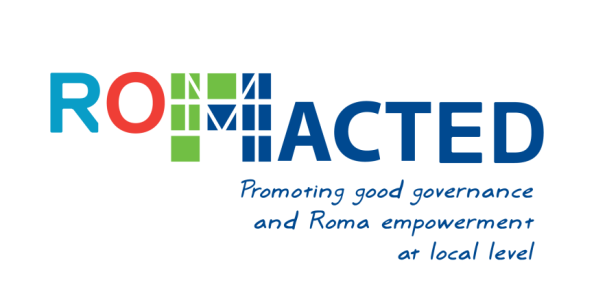 ROMACTED
Promoting good governance
and Roma empowerment
at local level